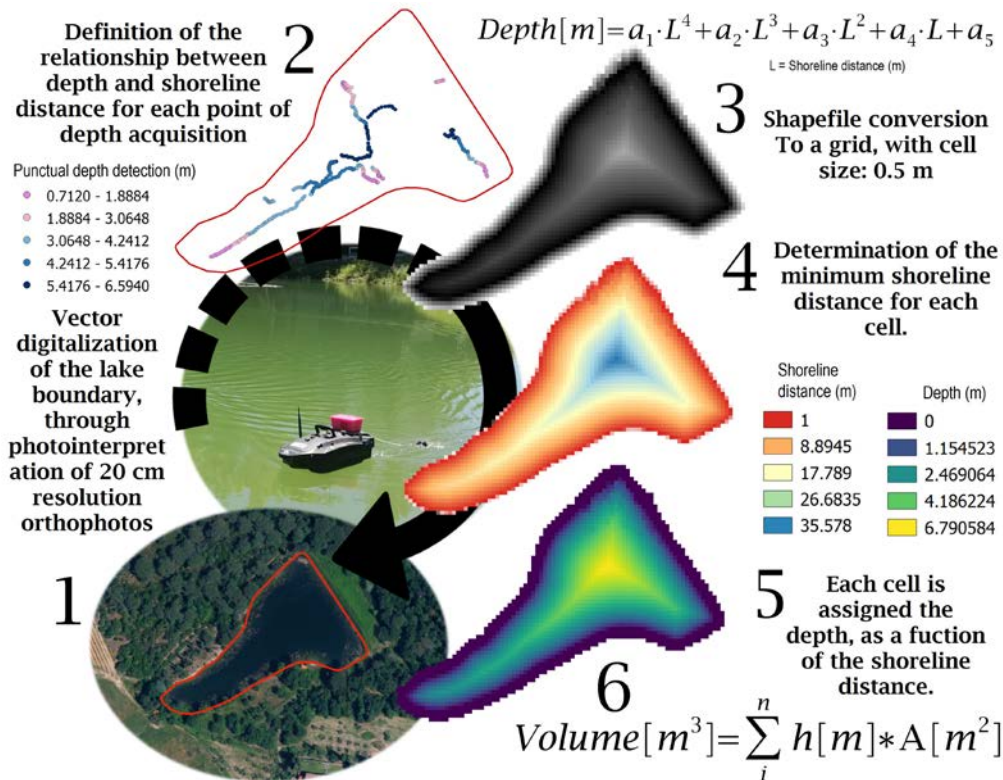 Definition of the
relationship between
depth and shoreline
distance for each point of
depth acquisition
2
Depth[m]=a₁·L⁴+a₂·L³+a₃·L²+a₄·L+a₅
L = Shoreline distance (m)
Punctual depth detection (m)
0.7120 - 1.8884
1.8884 - 3.0648
3.0648 - 4.2412
4.2412 - 5.4176
5.4176 - 6.5940
3
Shapefile conversion
To a grid, with cell
size: 0.5 m
Vector
digitalization
of the lake
boundary,
through
photointerpret
ation of 20 cm
resolution
orthophotos
1
4
Determination of the
minimum shoreline
distance for each
cell.
Shoreline
distance (m)
1
8.8945
17.789
26.6835
35.578
Depth (m)
0
1.154523
2.469064
4.186224
6.790584
5
Each cell is
assigned the
depth, as a fuction
of the shoreline
distance.
6
Volume[m³]=∑ⁿᵢ h[m]*A[m²]